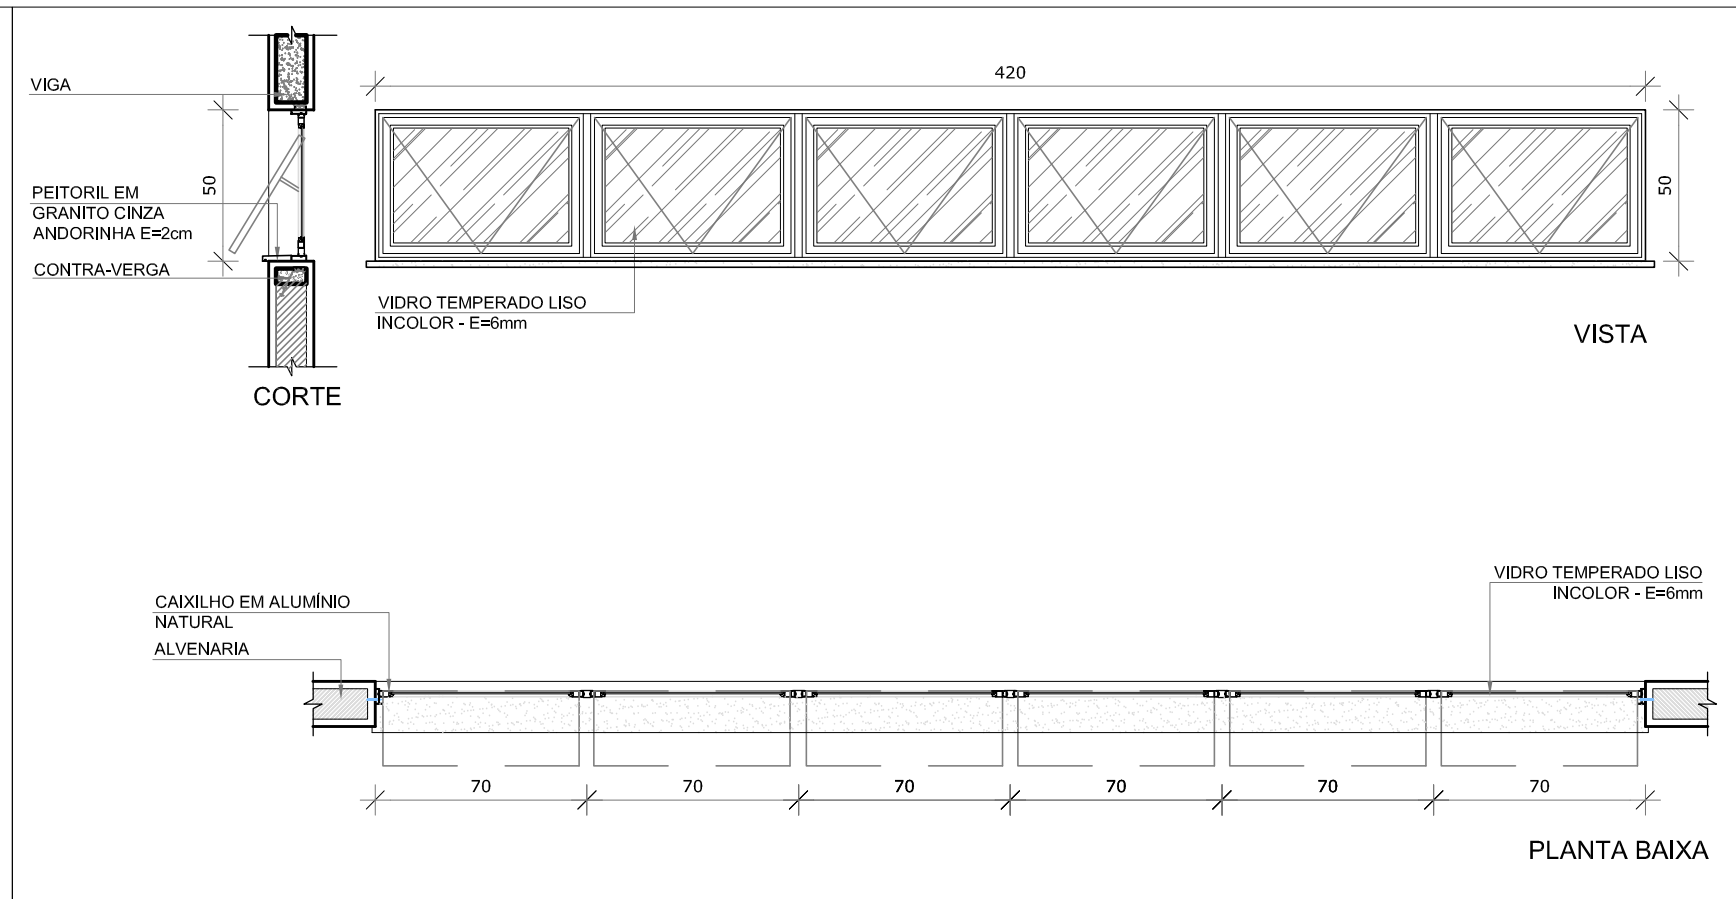 VIGA
50
PEITORIL EM
GRANITO CINZA
ANDORINHA E=2cm
CONTRA-VERGA
CORTE
420
50
VIDRO TEMPERADO LISO
INCOLOR - E=6mm
VISTA
CAIXILHO EM ALUMÍNIO
NATURAL
ALVENARIA
VIDRO TEMPERADO LISO
INCOLOR - E=6mm
70 70 70 70 70 70
PLANTA BAIXA